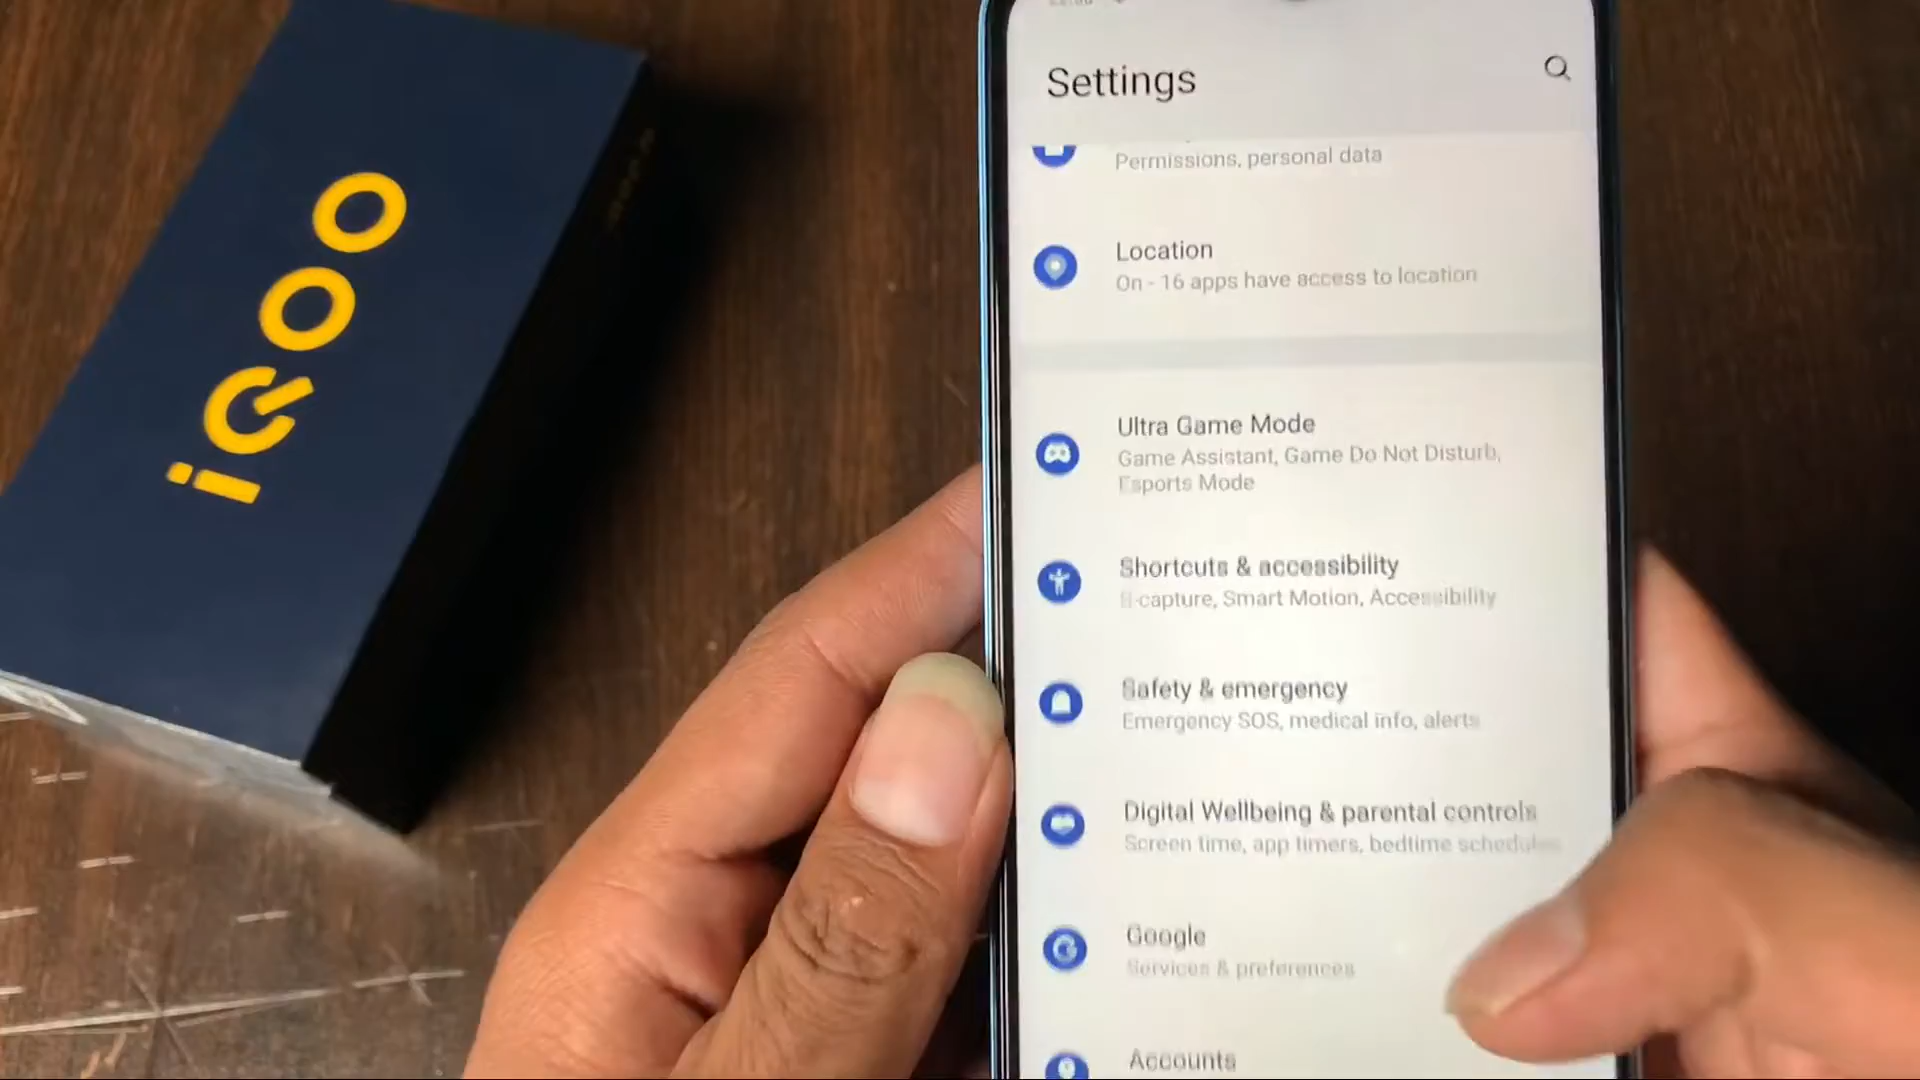 iQOO
Settings
Permissions, personal data
Location
On - 16 apps have access to location
Ultra Game Mode
Game Assistant, Game Do Not Disturb,
Esports Mode
Shortcuts & accessibility
S-capture, Smart Motion, Accessibility
Safety & emergency
Emergency SOS, medical info, alerts
Digital Wellbeing & parental controls
Screen time, app timers, bedtime schedules
Google
Services & preferences
Accounts